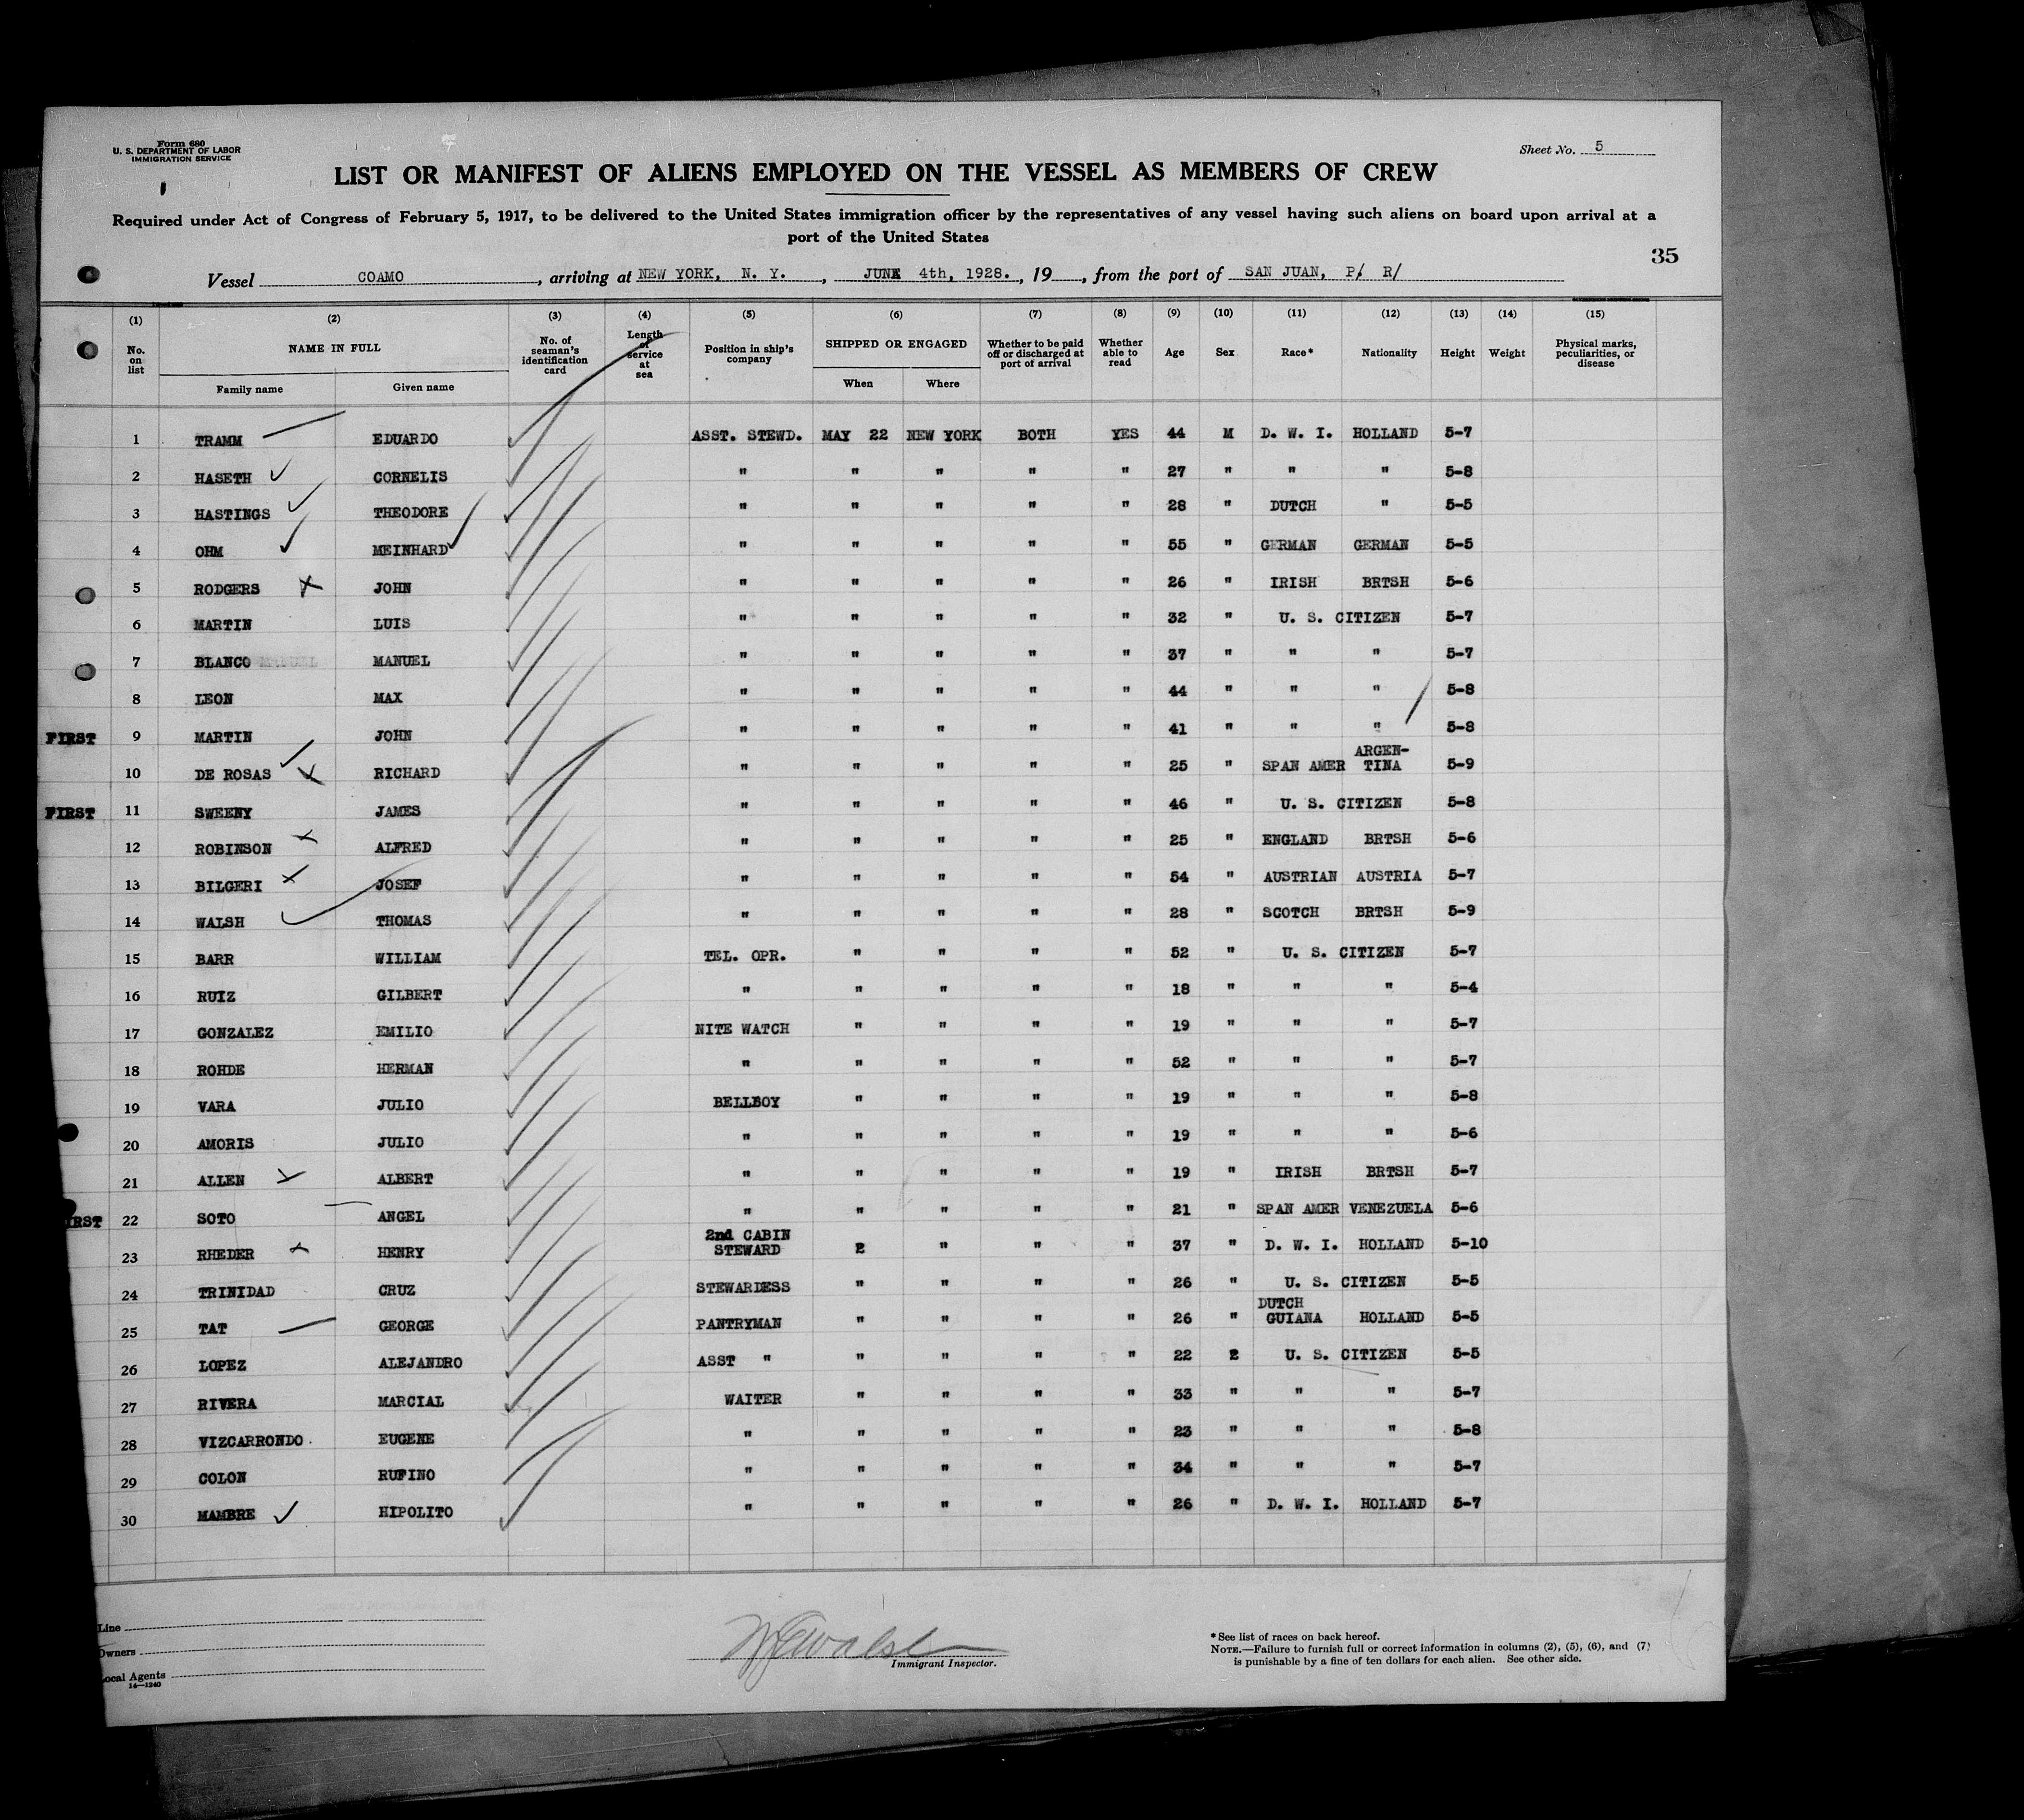 Form 680
U. S. DEPARTMENT OF LABOR
IMMIGRATION SERVICE
Sheet No. 5
LIST OR MANIFEST OF ALIENS EMPLOYED ON THE VESSEL AS MEMBERS OF CREW
Required under Act of Congress of February 5, 1917, to be delivered to the United States immigration officer by the representatives of any vessel having such aliens on board upon arrival at a
port of the United States
35
Vessel COAMO, arriving at NEW YORK, N. Y., JUNE 4th, 1928., 19, from the port of SAN JUAN, P/ R/
(1) (2) (3) (4) (5) (6) (7) (8) (9) (10) (11) (12) (13) (14) (15)
No. on list NAME IN FULL No. of seaman's identification card Length of service at sea Position in ship's company SHIPPED OR ENGAGED Whether to be paid off or discharged at port of arrival Whether able to read Age Sex Race* Nationality Height Weight Physical marks, peculiarities, or disease
Family name Given name When Where
1 TRAMM EDUARDO ASST. STEWD. MAY 22 NEW YORK BOTH YES 44 M D. W. I. HOLLAND 5-7
2 HASETH CORNELIS " " " " " 27 " " " 5-8
3 HASTINGS THEODORE " " " " " 28 " DUTCH " 5-5
4 OHM MEINHARD " " " " " 55 " GERMAN GERMAN 5-5
5 RODGERS JOHN " " " " " 26 " IRISH BRTSH 5-6
6 MARTIN LUIS " " " " " 32 " U. S. CITIZEN 5-7
7 BLANCO MANUEL " " " " " 37 " " " 5-7
8 LEON MAX " " " " " 44 " " " 5-8
FIRST 9 MARTIN JOHN " " " " " 41 " " " 5-8
10 DE ROSAS RICHARD " " " " " 25 " SPAN AMER ARGEN-TINA 5-9
FIRST 11 SWEENY JAMES " " " " " 46 " U. S. CITIZEN 5-8
12 ROBINSON ALFRED " " " " " 25 " ENGLAND BRTSH 5-6
13 BILGERI JOSEF " " " " " 54 " AUSTRIAN AUSTRIA 5-7
14 WALSH THOMAS " " " " " 28 " SCOTCH BRTSH 5-9
15 BARR WILLIAM TEL. OPR. " " " " 52 " U. S. CITIZEN 5-7
16 RUIZ GILBERT " " " " " 18 " " " 5-4
17 GONZALEZ EMILIO NITE WATCH " " " " 19 " " " 5-7
18 ROHDE HERMAN " " " " " 52 " " " 5-7
19 VARA JULIO BELLBOY " " " " 19 " " " 5-8
20 AMORIS JULIO " " " " " 19 " " " 5-6
21 ALLEN ALBERT " " " " " 19 " IRISH BRTSH 5-7
FIRST 22 SOTO ANGEL " " " " " 21 " SPAN AMER VENEZUELA 5-6
23 RHEDER HENRY 2nd CABIN STEWARD 2 " " " 37 " D. W. I. HOLLAND 5-10
24 TRINIDAD CRUZ STEWARDESS " " " " 26 " U. S. CITIZEN 5-5
25 TAT GEORGE PANTRYMAN " " " " 26 " DUTCH GUIANA HOLLAND 5-5
26 LOPEZ ALEJANDRO ASST " " " " " 22 2 U. S. CITIZEN 5-5
27 RIVERA MARCIAL WAITER " " " " 33 " " " 5-7
28 VIZCARRONDO EUGENE " " " " " 23 " " " 5-8
29 COLON RUFINO " " " " " 34 " " " 5-7
30 MAMBRE HIPOLITO " " " " " 26 " D. W. I. HOLLAND 5-7
Line
Owners
Local Agents
14—1240
Walsh
Immigrant Inspector.
*See list of races on back hereof.
NOTE.—Failure to furnish full or correct information in columns (2), (5), (6), and (7)
is punishable by a fine of ten dollars for each alien. See other side.